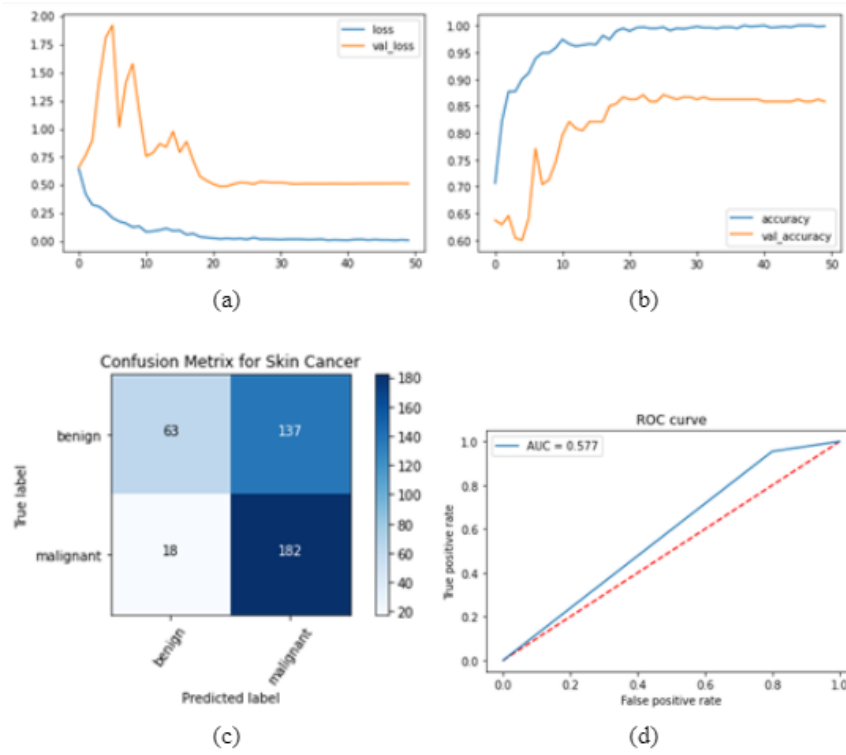 2.00
1.75
1.50
1.25
1.00
0.75
0.50
0.25
0.00
loss
val_loss
0 10 20 30 40 50
(a)
1.00
0.95
0.90
0.85
0.80
0.75
0.70
0.65
0.60
accuracy
val_accuracy
0 10 20 30 40 50
(b)
Confusion Metrix for Skin Cancer
True label
benign
63 137
malignant
18 182
benign malignant
Predicted label
180
160
140
120
100
80
60
40
20
(c)
ROC curve
AUC = 0.577
True positive rate
1.0
0.8
0.6
0.4
0.2
0.0
0.0 0.2 0.4 0.6 0.8 1.0
False positive rate
(d)